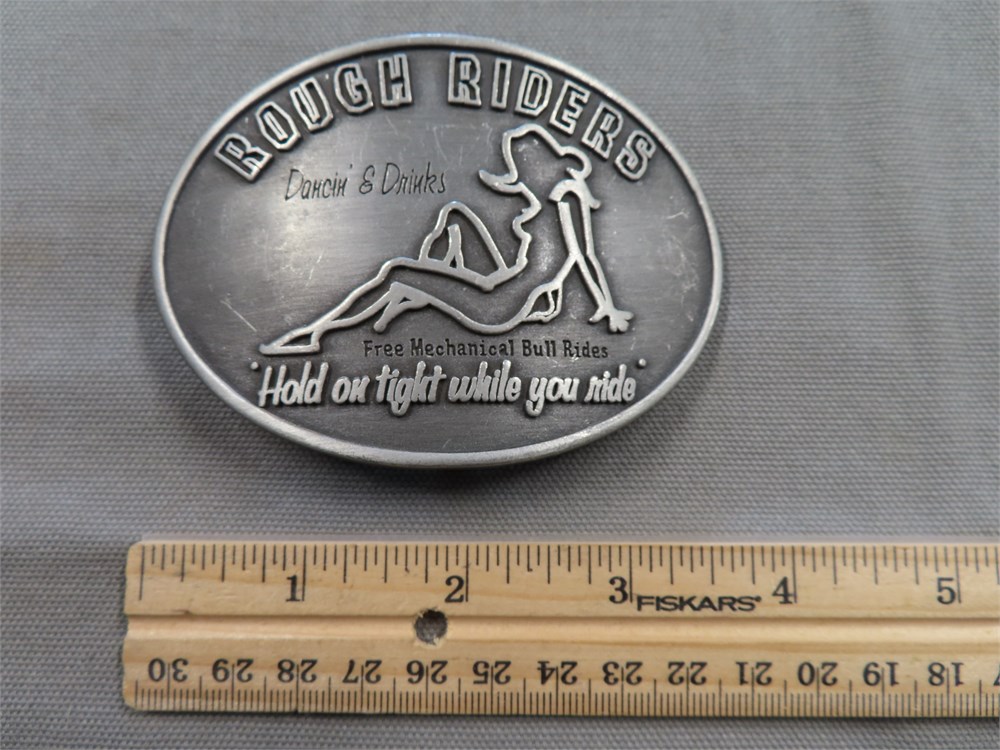 ROUGH RIDERS
Dancin' & Drinks
Free Mechanical Bull Rides
"Hold on tight while you ride"
1 2 3 FISKARS® 4 5
30 29 28 27 26 25 24 23 22 21 20 19 18